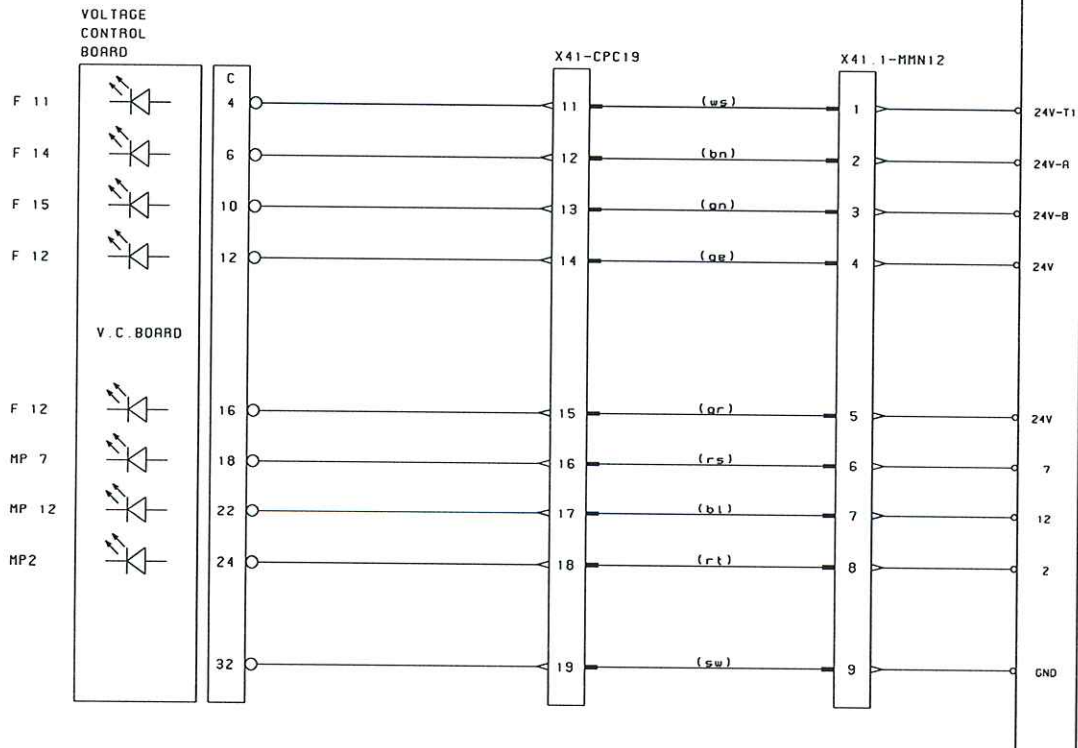 VOLTAGE
CONTROL
BOARD
X41-CPC19
X41.1-MMN12
C
F 11
4
11
(ws)
1
24V-T1
F 14
6
12
(bn)
2
24V-A
F 15
10
13
(gn)
3
24V-B
F 12
12
14
(ge)
4
24V
V.C.BOARD
F 12
16
15
(gr)
5
24V
MP 7
18
16
(rs)
6
7
MP 12
22
17
(bl)
7
12
MP2
24
18
(rt)
8
2
32
19
(sw)
9
GND